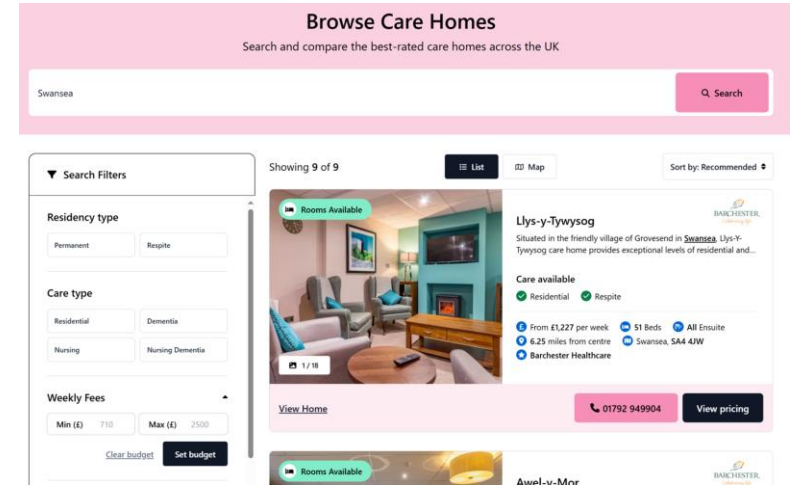 Browse Care Homes
Search and compare the best-rated care homes across the UK
Swansea
Search
Search Filters
Residency type
Permanent
Respite
Care type
Residential
Dementia
Nursing
Nursing Dementia
Weekly Fees
Min (£) 710
Max (£) 2500
Clear budget
Set budget
Showing 9 of 9
List
Map
Sort by: Recommended
Rooms Available
1 / 18
BARCHESTER
Llys-y-Tywysog
Situated in the friendly village of Grovesend in Swansea, Llys-Y-
Tywysog care home provides exceptional levels of residential and...
Care available
Residential
Respite
From £1,227 per week
51 Beds
All Ensuite
6.25 miles from centre
Swansea, SA4 4JW
Barchester Healthcare
View Home
01792 949904
View pricing
Rooms Available
Awel-y-Mor
BARCHESTER